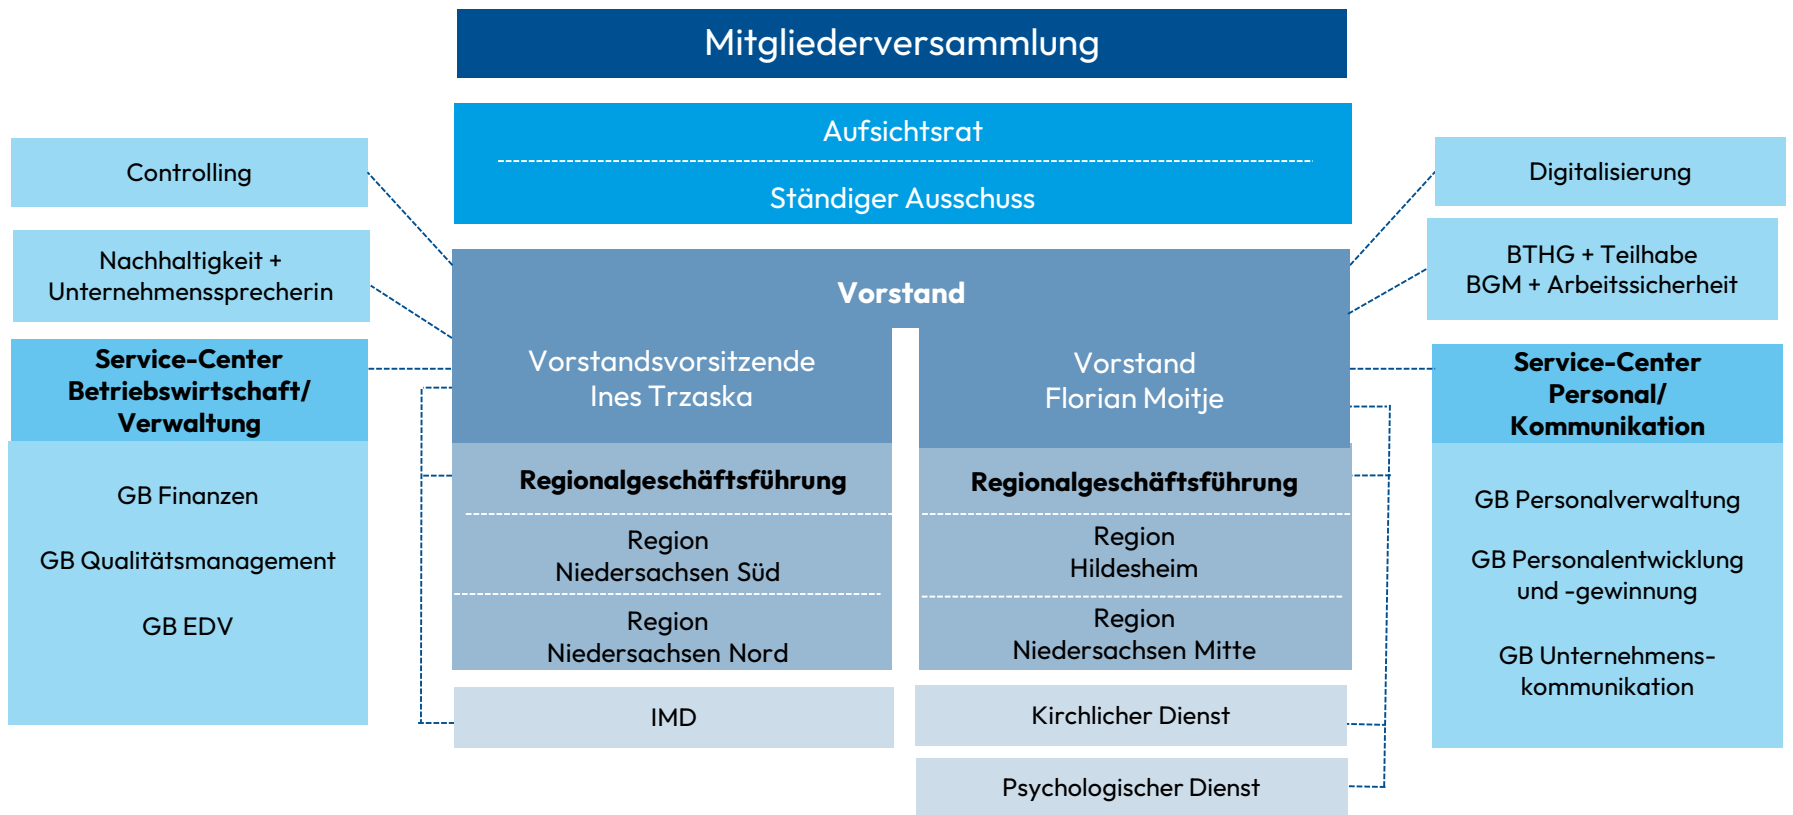 Mitgliederversammlung
Aufsichtsrat
Ständiger Ausschuss
Controlling
Nachhaltigkeit +
Unternehmenssprecherin
Service-Center
Betriebswirtschaft/
Verwaltung
GB Finanzen
GB Qualitätsmanagement
GB EDV
Vorstand
Vorstandsvorsitzende
Ines Trzaska
Regionalgeschäftsführung
Region
Niedersachsen Süd
Region
Niedersachsen Nord
IMD
Vorstand
Florian Moitje
Regionalgeschäftsführung
Region
Hildesheim
Region
Niedersachsen Mitte
Kirchlicher Dienst
Psychologischer Dienst
Digitalisierung
BTHG + Teilhabe
BGM + Arbeitssicherheit
Service-Center
Personal/
Kommunikation
GB Personalverwaltung
GB Personalentwicklung
und -gewinnung
GB Unternehmens-
kommunikation